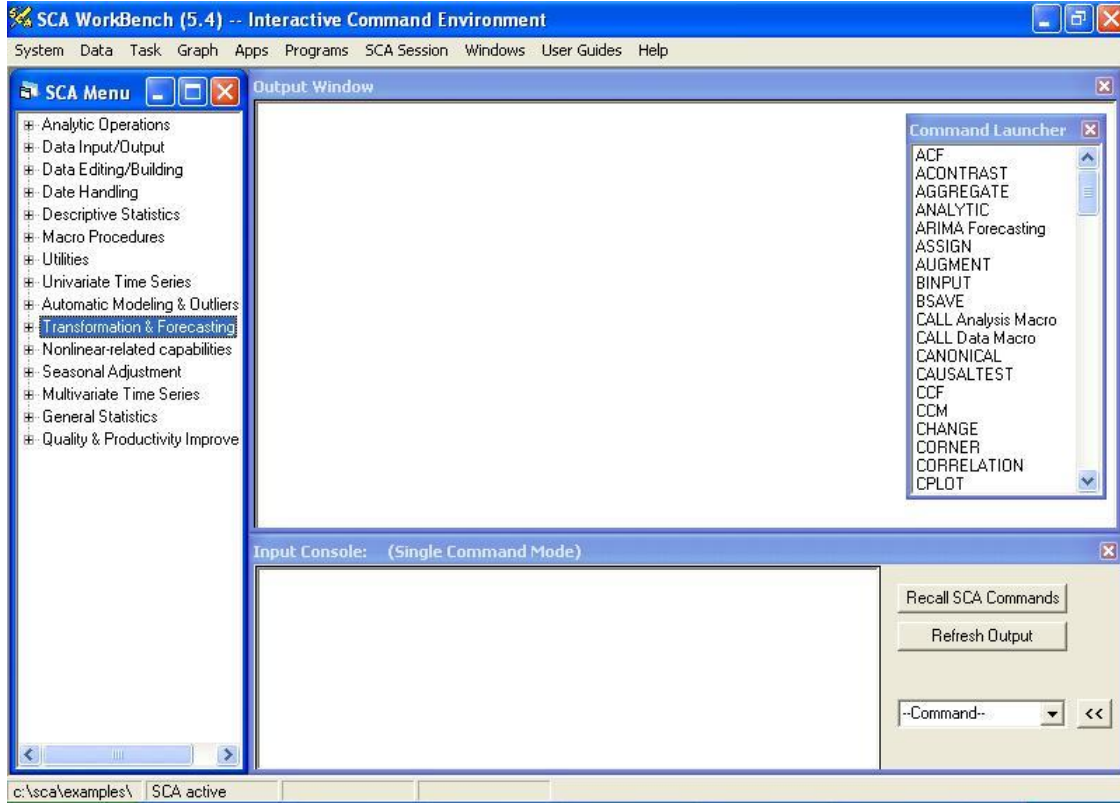 SCA WorkBench (5.4) -- Interactive Command Environment
System Data Task Graph Apps Programs SCA Session Windows User Guides Help
SCA Menu
Analytic Operations
Data Input/Output
Data Editing/Building
Date Handling
Descriptive Statistics
Macro Procedures
Utilities
Univariate Time Series
Automatic Modeling & Outliers
Transformation & Forecasting
Nonlinear-related capabilities
Seasonal Adjustment
Multivariate Time Series
General Statistics
Quality & Productivity Improve
Output Window
Command Launcher
ACF
ACONTRAST
AGGREGATE
ANALYTIC
ARIMA Forecasting
ASSIGN
AUGMENT
BINPUT
BSAVE
CALL Analysis Macro
CALL Data Macro
CANONICAL
CAUSALTEST
CCF
CCM
CHANGE
CORNER
CORRELATION
CPLOT
Input Console: (Single Command Mode)
Recall SCA Commands
Refresh Output
--Command-- <<
c:\sca\examples\ SCA active